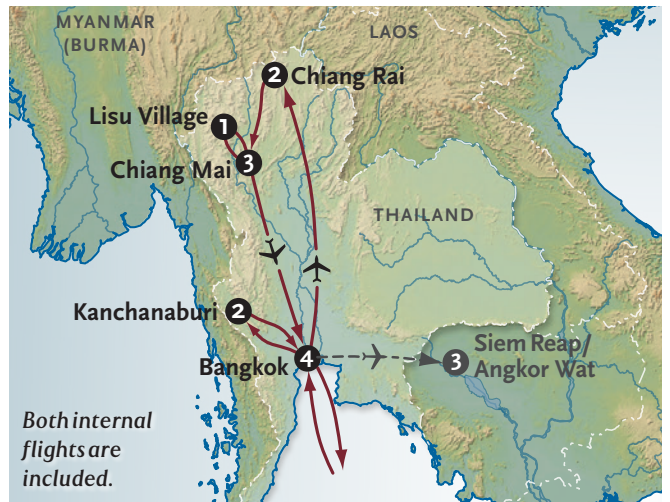 MYANMAR
(BURMA)
LAOS
2 Chiang Rai
Lisu Village
1
Chiang Mai 3
THAILAND
Kanchanaburi 2
Bangkok 4
3 Siem Reap/
Angkor Wat
Both internal
flights are
included.